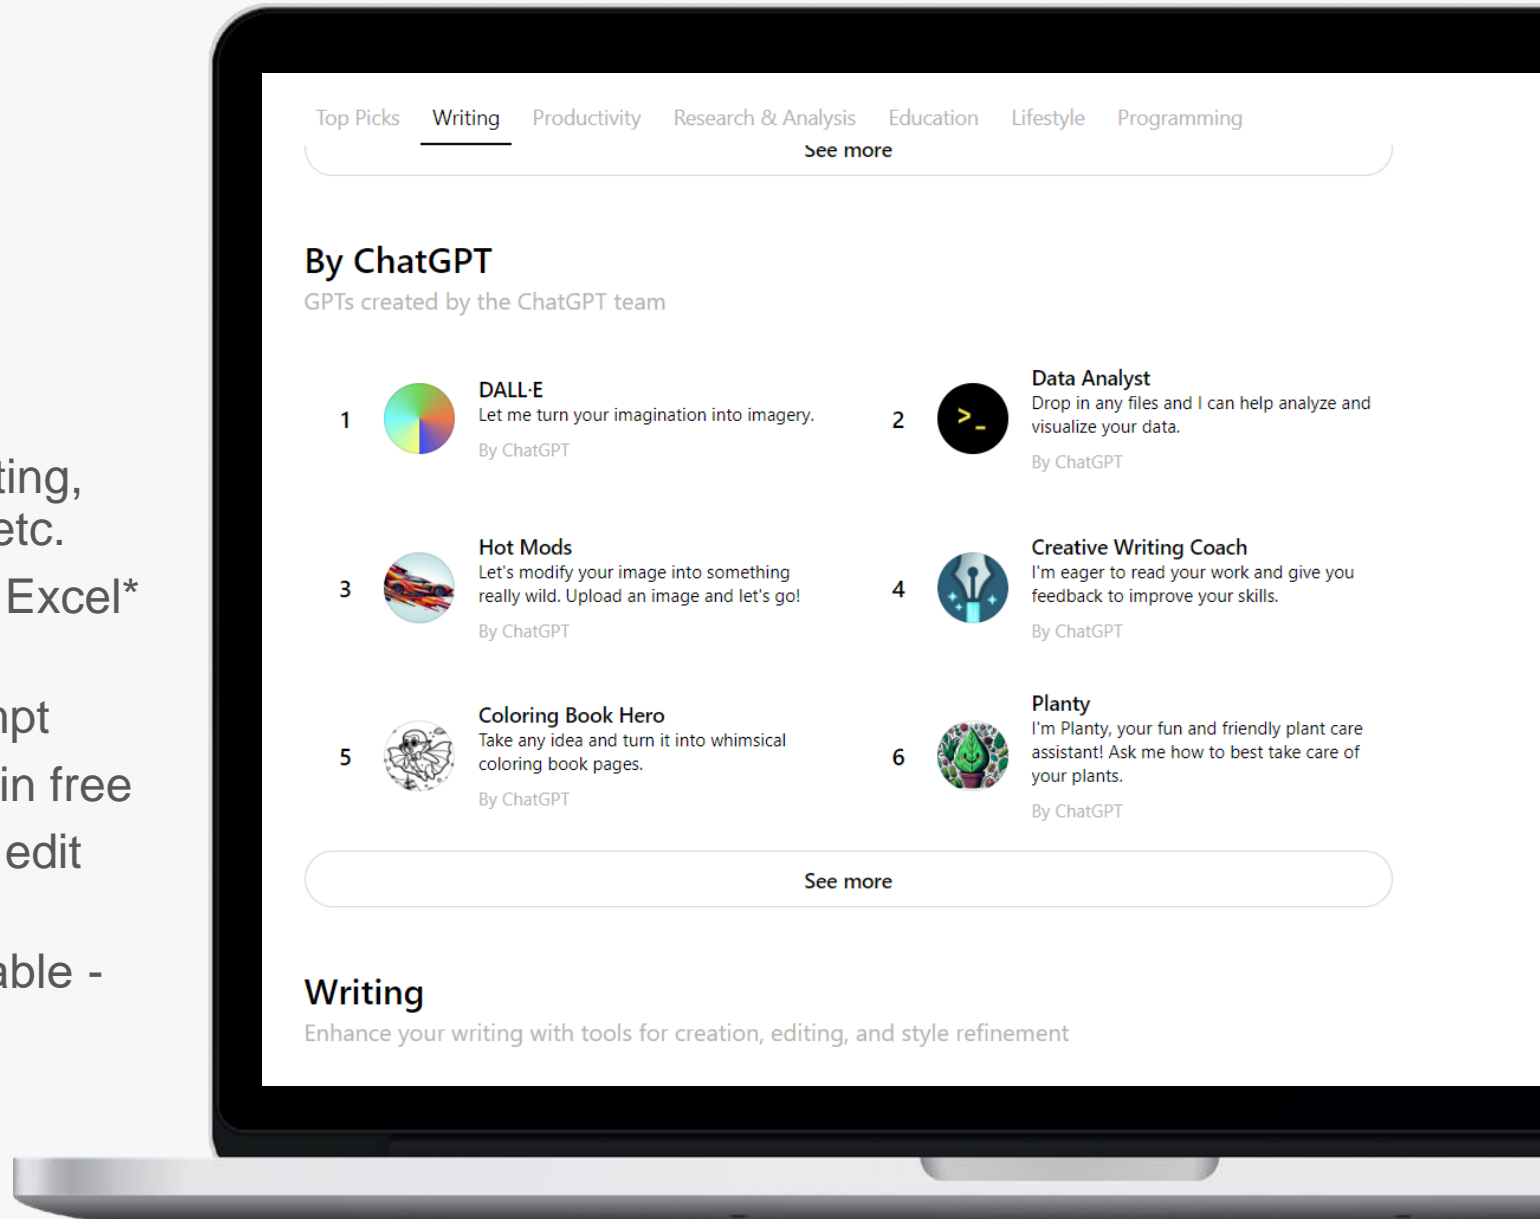 ting,
etc.
Excel*
npt
in free
edit
able -
Top Picks Writing Productivity Research & Analysis Education Lifestyle Programming
See more
By ChatGPT
GPTs created by the ChatGPT team
1
DALL·E
Let me turn your imagination into imagery.
By ChatGPT
2
>_
Data Analyst
Drop in any files and I can help analyze and
visualize your data.
By ChatGPT
3
Hot Mods
Let's modify your image into something
really wild. Upload an image and let's go!
By ChatGPT
4
Creative Writing Coach
I'm eager to read your work and give you
feedback to improve your skills.
By ChatGPT
5
Coloring Book Hero
Take any idea and turn it into whimsical
coloring book pages.
By ChatGPT
6
Planty
I'm Planty, your fun and friendly plant care
assistant! Ask me how to best take care of
your plants.
By ChatGPT
See more
Writing
Enhance your writing with tools for creation, editing, and style refinement